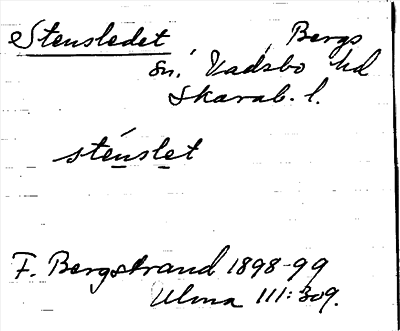 Stensledet Bergs
sn. Vadsbo hd
Skarab. l.
sténslet
F. Bergstrand 1898-99
Ulma 111:309.